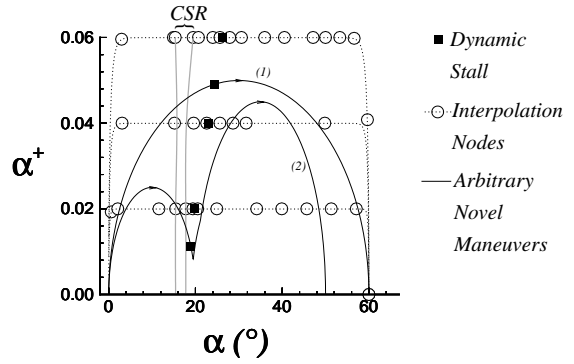 CSR
0.06
0.04
0.02
0.00
α⁺
0 20 40 60
α (°)
(1)
(2)
Dynamic
Stall
Interpolation
Nodes
Arbitrary
Novel
Maneuvers